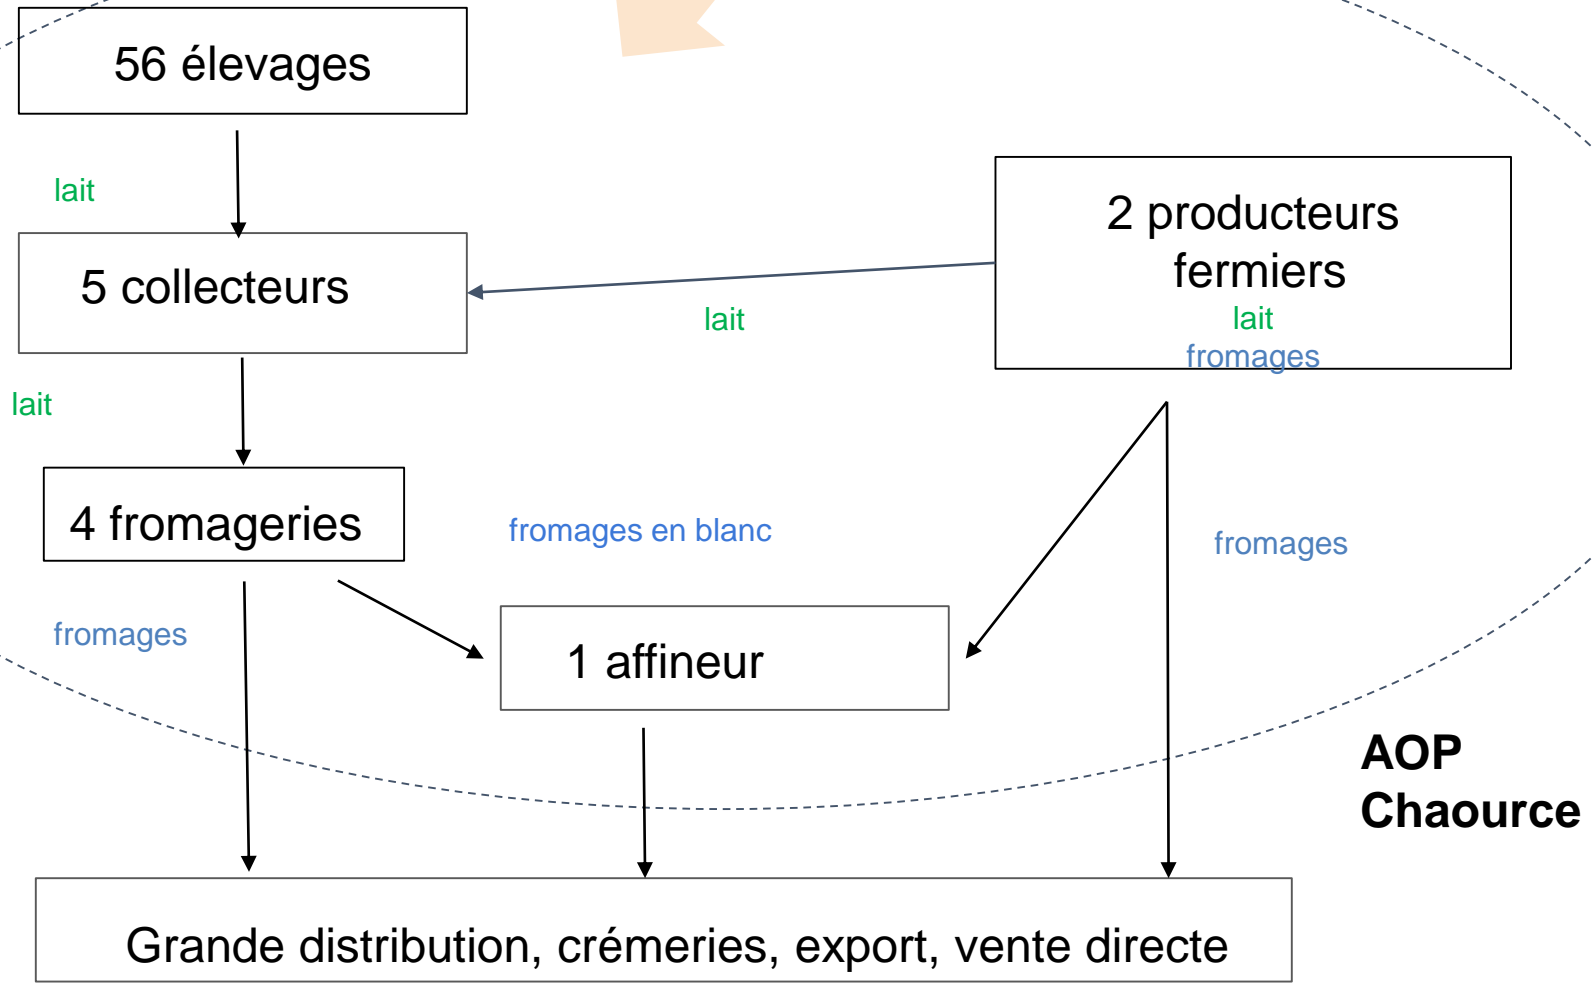 56 élevages
lait
5 collecteurs
lait
2 producteurs
fermiers
lait
fromages
lait
4 fromageries
fromages en blanc
fromages
fromages
1 affineur
AOP
Chaource
Grande distribution, crémeries, export, vente directe